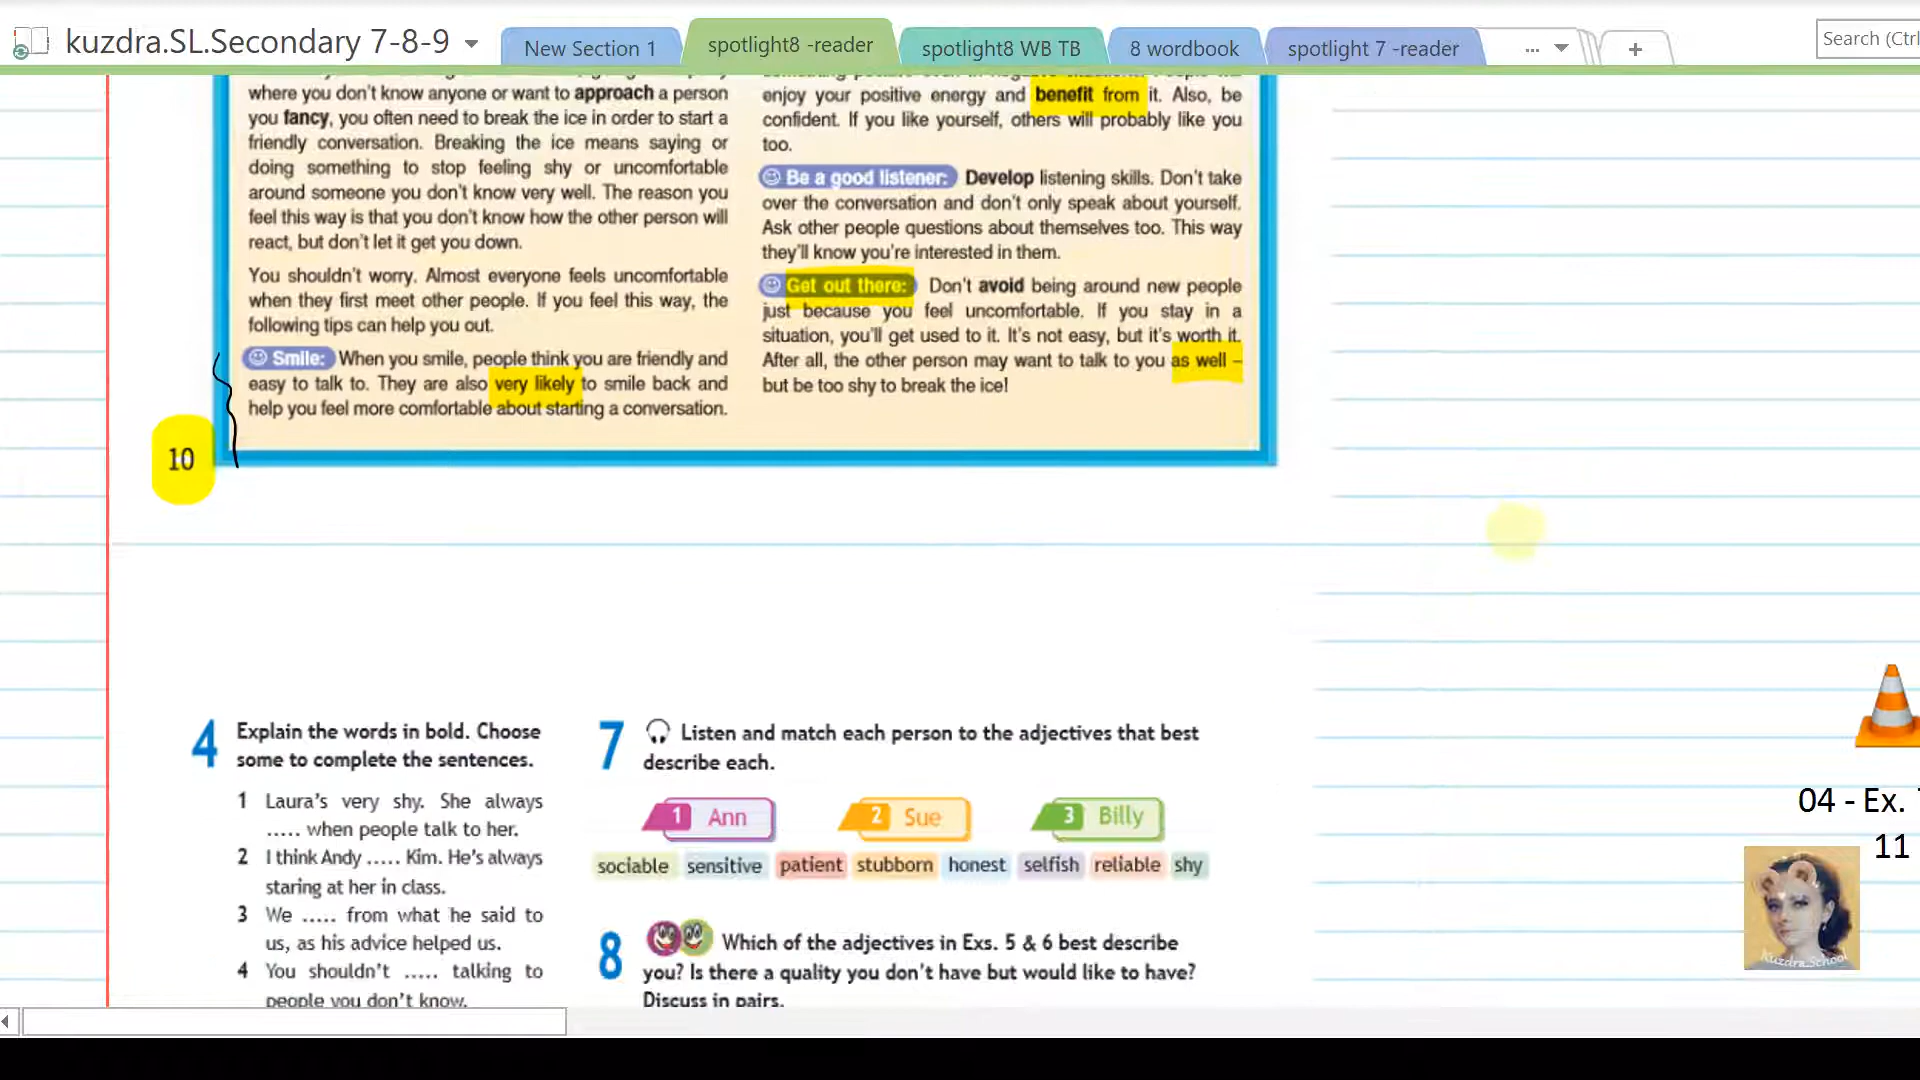 kuzdra.SL.Secondary 7-8-9
New Section 1
spotlight8 -reader
spotlight8 WB TB
8 wordbook
spotlight 7 -reader
...
+
Search (Ctrl
where you don't know anyone or want to approach a person
you fancy, you often need to break the ice in order to start a
friendly conversation. Breaking the ice means saying or
doing something to stop feeling shy or uncomfortable
around someone you don't know very well. The reason you
feel this way is that you don't know how the other person will
react, but don't let it get you down.
You shouldn't worry. Almost everyone feels uncomfortable
when they first meet other people. If you feel this way, the
following tips can help you out.
Smile: When you smile, people think you are friendly and
easy to talk to. They are also very likely to smile back and
help you feel more comfortable about starting a conversation.
enjoy your positive energy and benefit from it. Also, be
confident. If you like yourself, others will probably like you
too.
Be a good listener: Develop listening skills. Don't take
over the conversation and don't only speak about yourself.
Ask other people questions about themselves too. This way
they'll know you're interested in them.
Get out there: Don't avoid being around new people
just because you feel uncomfortable. If you stay in a
situation, you'll get used to it. It's not easy, but it's worth it.
After all, the other person may want to talk to you as well –
but be too shy to break the ice!
10
4 Explain the words in bold. Choose
some to complete the sentences.
1 Laura's very shy. She always
..... when people talk to her.
2 I think Andy ..... Kim. He's always
staring at her in class.
3 We ..... from what he said to
us, as his advice helped us.
4 You shouldn't ..... talking to
people you don't know.
7 Listen and match each person to the adjectives that best
describe each.
1 Ann
2 Sue
3 Billy
sociable sensitive patient stubborn honest selfish reliable shy
8 Which of the adjectives in Exs. 5 & 6 best describe
you? Is there a quality you don't have but would like to have?
Discuss in pairs.
04 - Ex.
11
Kuzdra.School